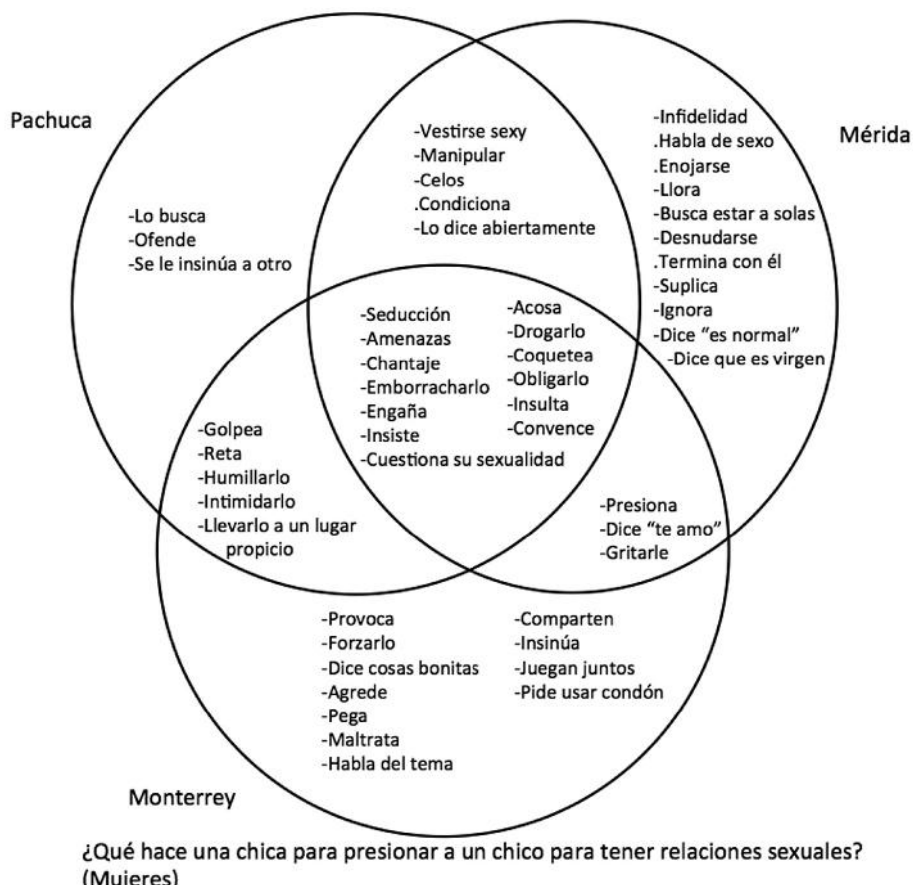 Pachuca
Mérida
-Vestirse sexy
-Manipular
-Celos
.Condiciona
-Lo dice abiertamente
-Infidelidad
.Habla de sexo
.Enojarse
-Llora
-Busca estar a solas
-Desnudarse
.Termina con él
-Suplica
-Ignora
-Dice “es normal”
-Dice que es virgen
-Lo busca
-Ofende
-Se le insinúa a otro
-Seducción
-Amenazas
-Chantaje
-Emborracharlo
-Engaña
-Insiste
-Cuestiona su sexualidad
-Acosa
-Drogarlo
-Coquetea
-Obligarlo
-Insulta
-Convence
-Golpea
-Reta
-Humillarlo
-Intimidarlo
-Llevarlo a un lugar
propicio
-Presiona
-Dice “te amo”
-Gritarle
-Provoca
-Forzarlo
-Dice cosas bonitas
-Agrede
-Pega
-Maltrata
-Habla del tema
-Comparten
-Insinúa
-Juegan juntos
-Pide usar condón
Monterrey
¿Qué hace una chica para presionar a un chico para tener relaciones sexuales?
(Mujeres)